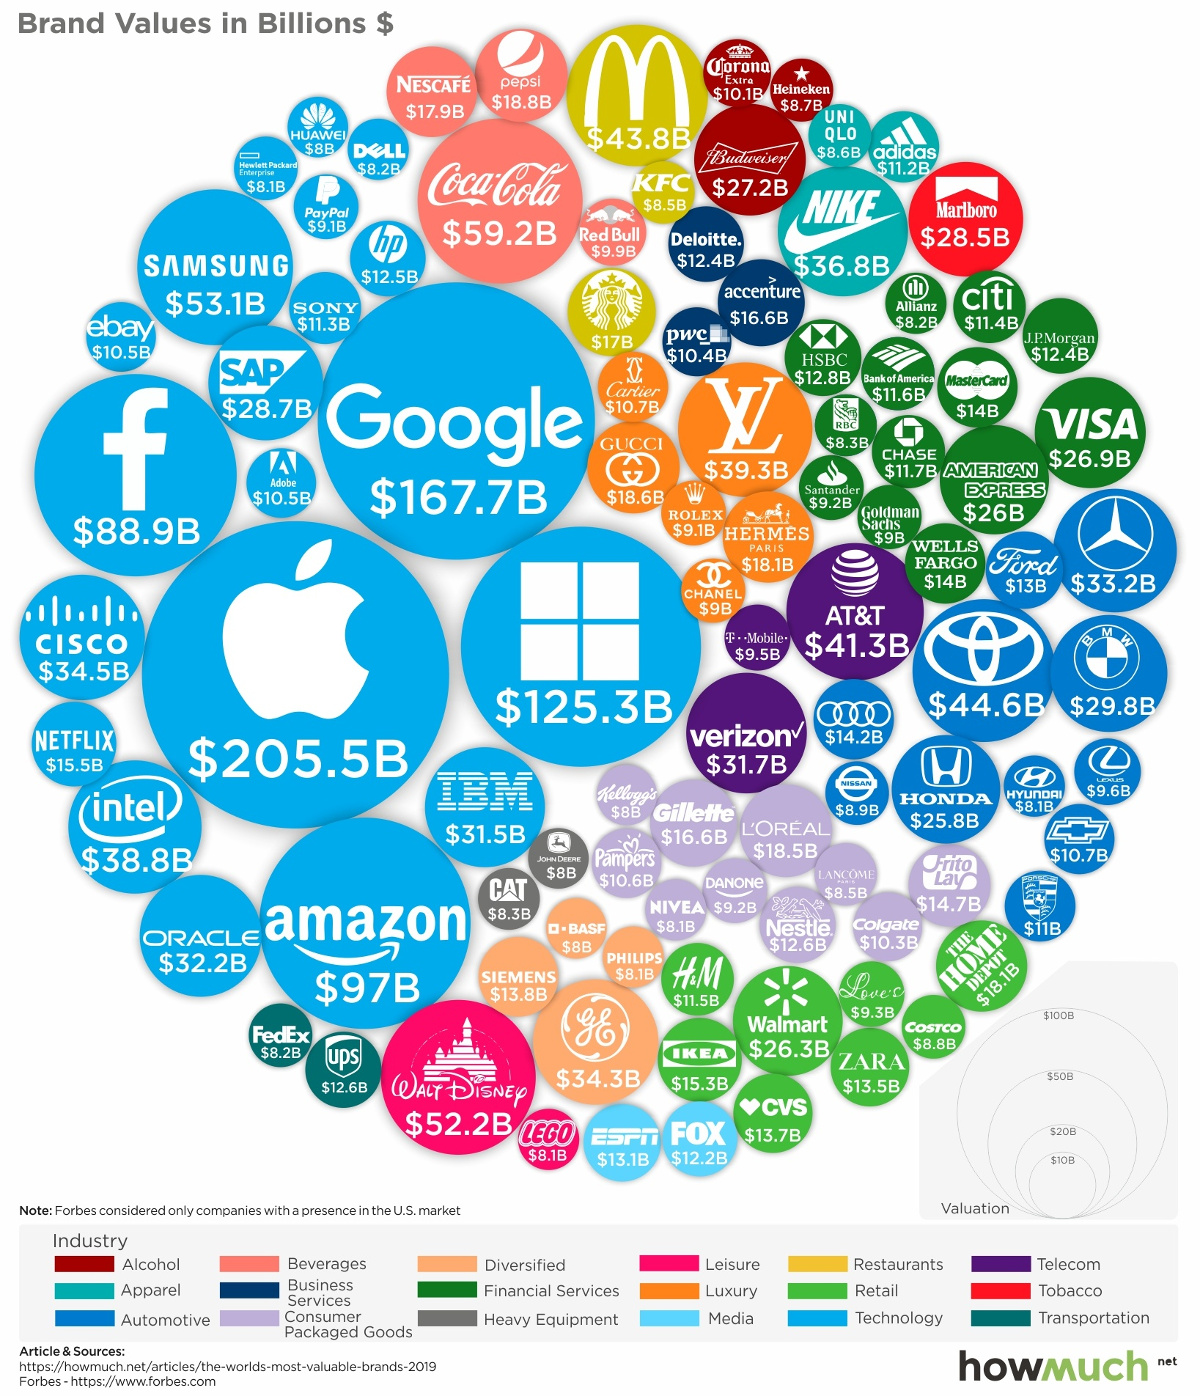 Brand Values in Billions $
NESCAFÉ
$17.9B
pepsi
$18.8B
$43.8B
Corona
Extra
$10.1B
Heineken
$8.7B
HUAWEI
$8B
DELL
$8.2B
Hewlett Packard
Enterprise
$8.1B
PayPal
$9.1B
Coca-Cola
$59.2B
KFC
$8.5B
Budweiser
$27.2B
UNI
QLO
$8.6B
adidas
$11.2B
Red Bull
$9.9B
Deloitte.
$12.4B
NIKE
$36.8B
Marlboro
$28.5B
SAMSUNG
$53.1B
hp
$12.5B
SONY
$11.3B
ebay
$10.5B
SAP
$28.7B
$17B
accenture
$16.6B
pwc
$10.4B
Allianz
$8.2B
citi
$11.4B
J.P.Morgan
$12.4B
HSBC
$12.8B
Bank of America
$11.6B
MasterCard
$14B
VISA
$26.9B
Google
$167.7B
Cartier
$10.7B
LV
$39.3B
RBC
$8.3B
CHASE
$11.7B
AMERICAN
EXPRESS
$26B
f
$88.9B
Adobe
$10.5B
GUCCI
$18.6B
ROLEX
$9.1B
HERMÈS
PARIS
$18.1B
Santander
$9.2B
Goldman
Sachs
$9B
WELLS
FARGO
$14B
Ford
$13B
$33.2B
CHANEL
$9B
AT&T
$41.3B
T··Mobile·
$9.5B
CISCO
$34.5B
$205.5B
$125.3B
$44.6B
BMW
$29.8B
NETFLIX
$15.5B
verizon
$31.7B
$14.2B
intel
$38.8B
IBM
$31.5B
Kellogg's
$8B
Gillette
$16.6B
L'ORÉAL
$18.5B
NISSAN
$8.9B
HONDA
$25.8B
HYUNDAI
$8.1B
LEXUS
$9.6B
$10.7B
JOHN DEERE
$8B
CAT
$8.3B
Pampers
$10.6B
DANONE
$9.2B
LANCÔME
PARIS
$8.5B
Frito
Lay
$14.7B
PORSCHE
$11B
ORACLE
$32.2B
amazon
$97B
BASF
$8B
NIVEA
$8.1B
Nestlē
$12.6B
Colgate
$10.3B
SIEMENS
$13.8B
PHILIPS
$8.1B
H&M
$11.5B
THE
HOME
DEPOT
$18.1B
FedEx
$8.2B
ups
$12.6B
WALT DISNEY
$52.2B
GE
$34.3B
IKEA
$15.3B
Walmart
$26.3B
Love's
$9.3B
COSTCO
$8.8B
ZARA
$13.5B
LEGO
$8.1B
ESPN
$13.1B
FOX
$12.2B
CVS
$13.7B
$100B
$50B
$20B
$10B
Valuation
Note: Forbes considered only companies with a presence in the U.S. market
Industry
Alcohol
Beverages
Diversified
Leisure
Restaurants
Telecom
Apparel
Business
Services
Financial Services
Luxury
Retail
Tobacco
Automotive
Consumer
Packaged Goods
Heavy Equipment
Media
Technology
Transportation
Article & Sources:
https://howmuch.net/articles/the-worlds-most-valuable-brands-2019
Forbes - https://www.forbes.com
howmuch net